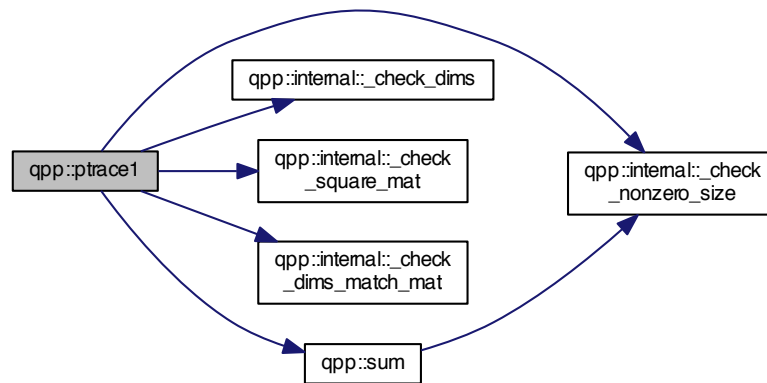 qpp::internal::_check_dims
qpp::ptrace1
qpp::internal::_check
_square_mat
qpp::internal::_check
_nonzero_size
qpp::internal::_check
_dims_match_mat
qpp::sum